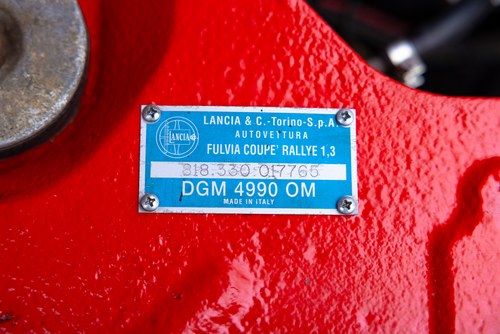 LANCIA & C.-Torino-S.p.A.
AUTOVETTURA
LANCIA
FULVIA COUPE' RALLYE 1,3
818.330.017765
DGM 4990 OM
MADE IN ITALY